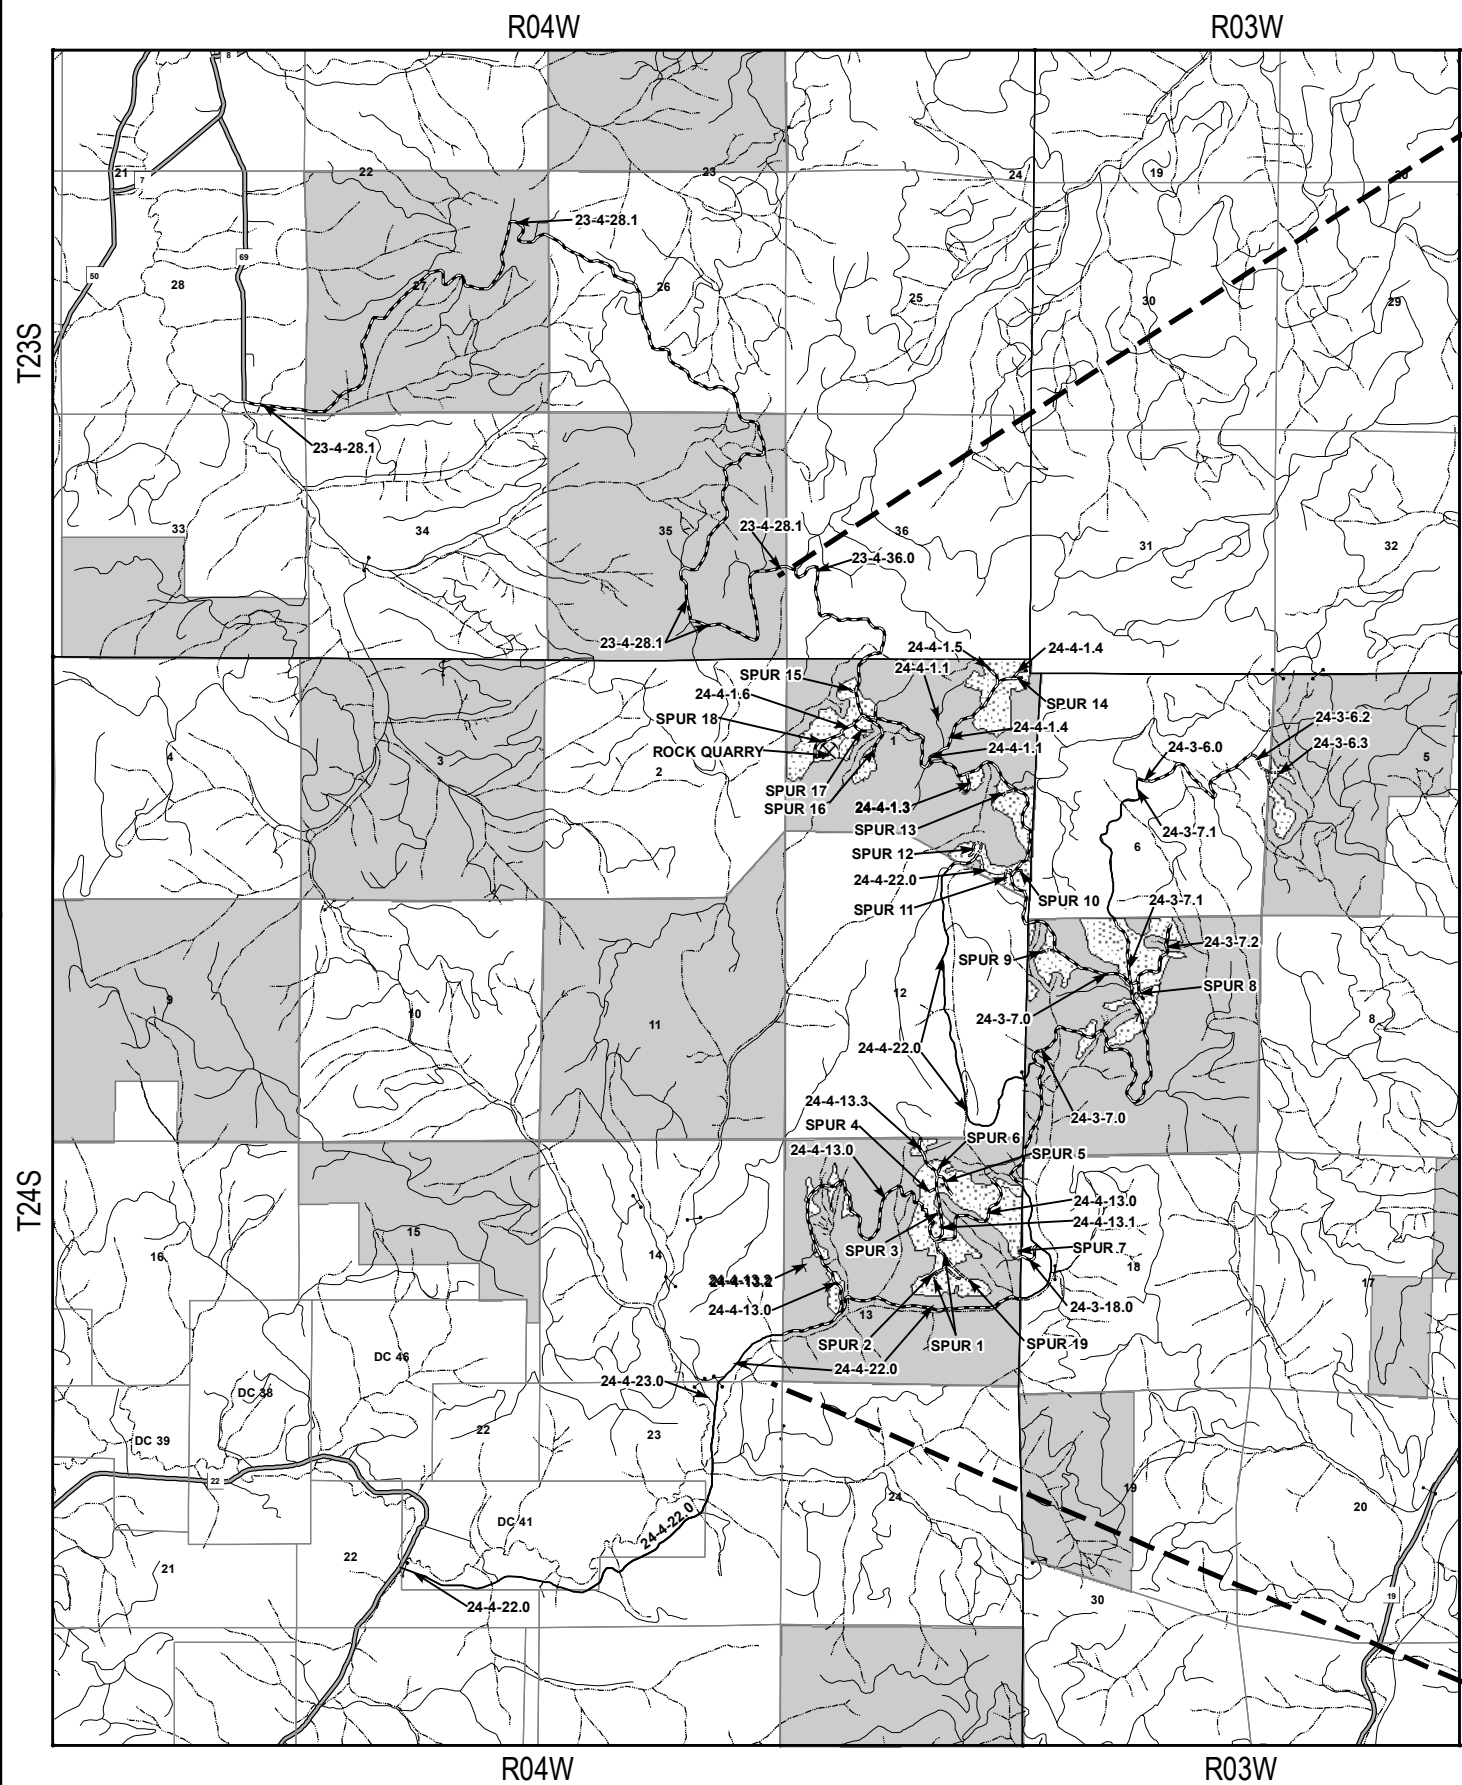 R04W
R03W
8
21
7
22
23
24
19
30
23-4-28.1
50
69
28
27
26
25
30
29
T23S
23-4-28.1
33
34
35
23-4-28.1
36
31
32
23-4-36.0
23-4-28.1
24-4-1.5
24-4-1.4
24-4-1.1
SPUR 15
24-4-1.6
SPUR 14
SPUR 18
24-4-1.4
24-3-6.2
ROCK QUARRY
1
24-4-1.1
24-3-6.0
24-3-6.3
4
3
2
5
SPUR 17
SPUR 16
24-4-1.3
SPUR 13
24-3-7.1
6
SPUR 12
24-4-22.0
SPUR 11
SPUR 10
24-3-7.1
24-3-7.2
SPUR 9
SPUR 8
9
10
11
12
24-3-7.0
8
24-4-22.0
24-4-13.3
SPUR 4
24-3-7.0
SPUR 6
24-4-13.0
SPUR 5
T24S
24-4-13.0
24-4-13.1
16
15
14
SPUR 3
SPUR 7
18
17
24-4-13.2
24-4-13.0
13
24-3-18.0
SPUR 2
SPUR 1
SPUR 19
DC 46
24-4-22.0
24-4-23.0
DC 38
DC 39
22
23
22
24
19
20
DC 41
24-4-22.0
21
22
24-4-22.0
30
19
R04W
R03W